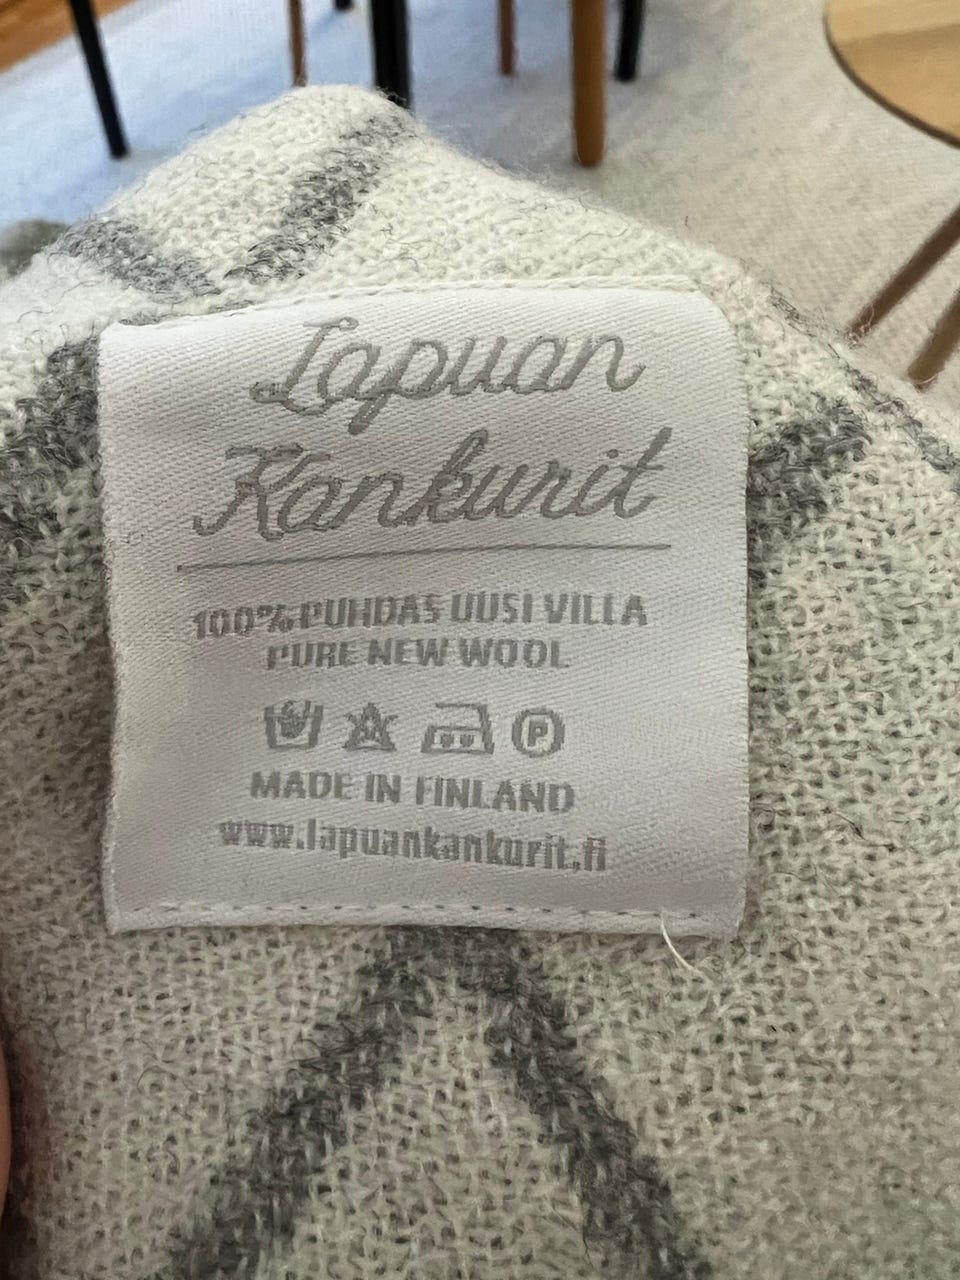 Lapuan
Kankurit
100% PUHDAS UUSI VILLA
PURE NEW WOOL
P
MADE IN FINLAND
www.lapuankankurit.fi